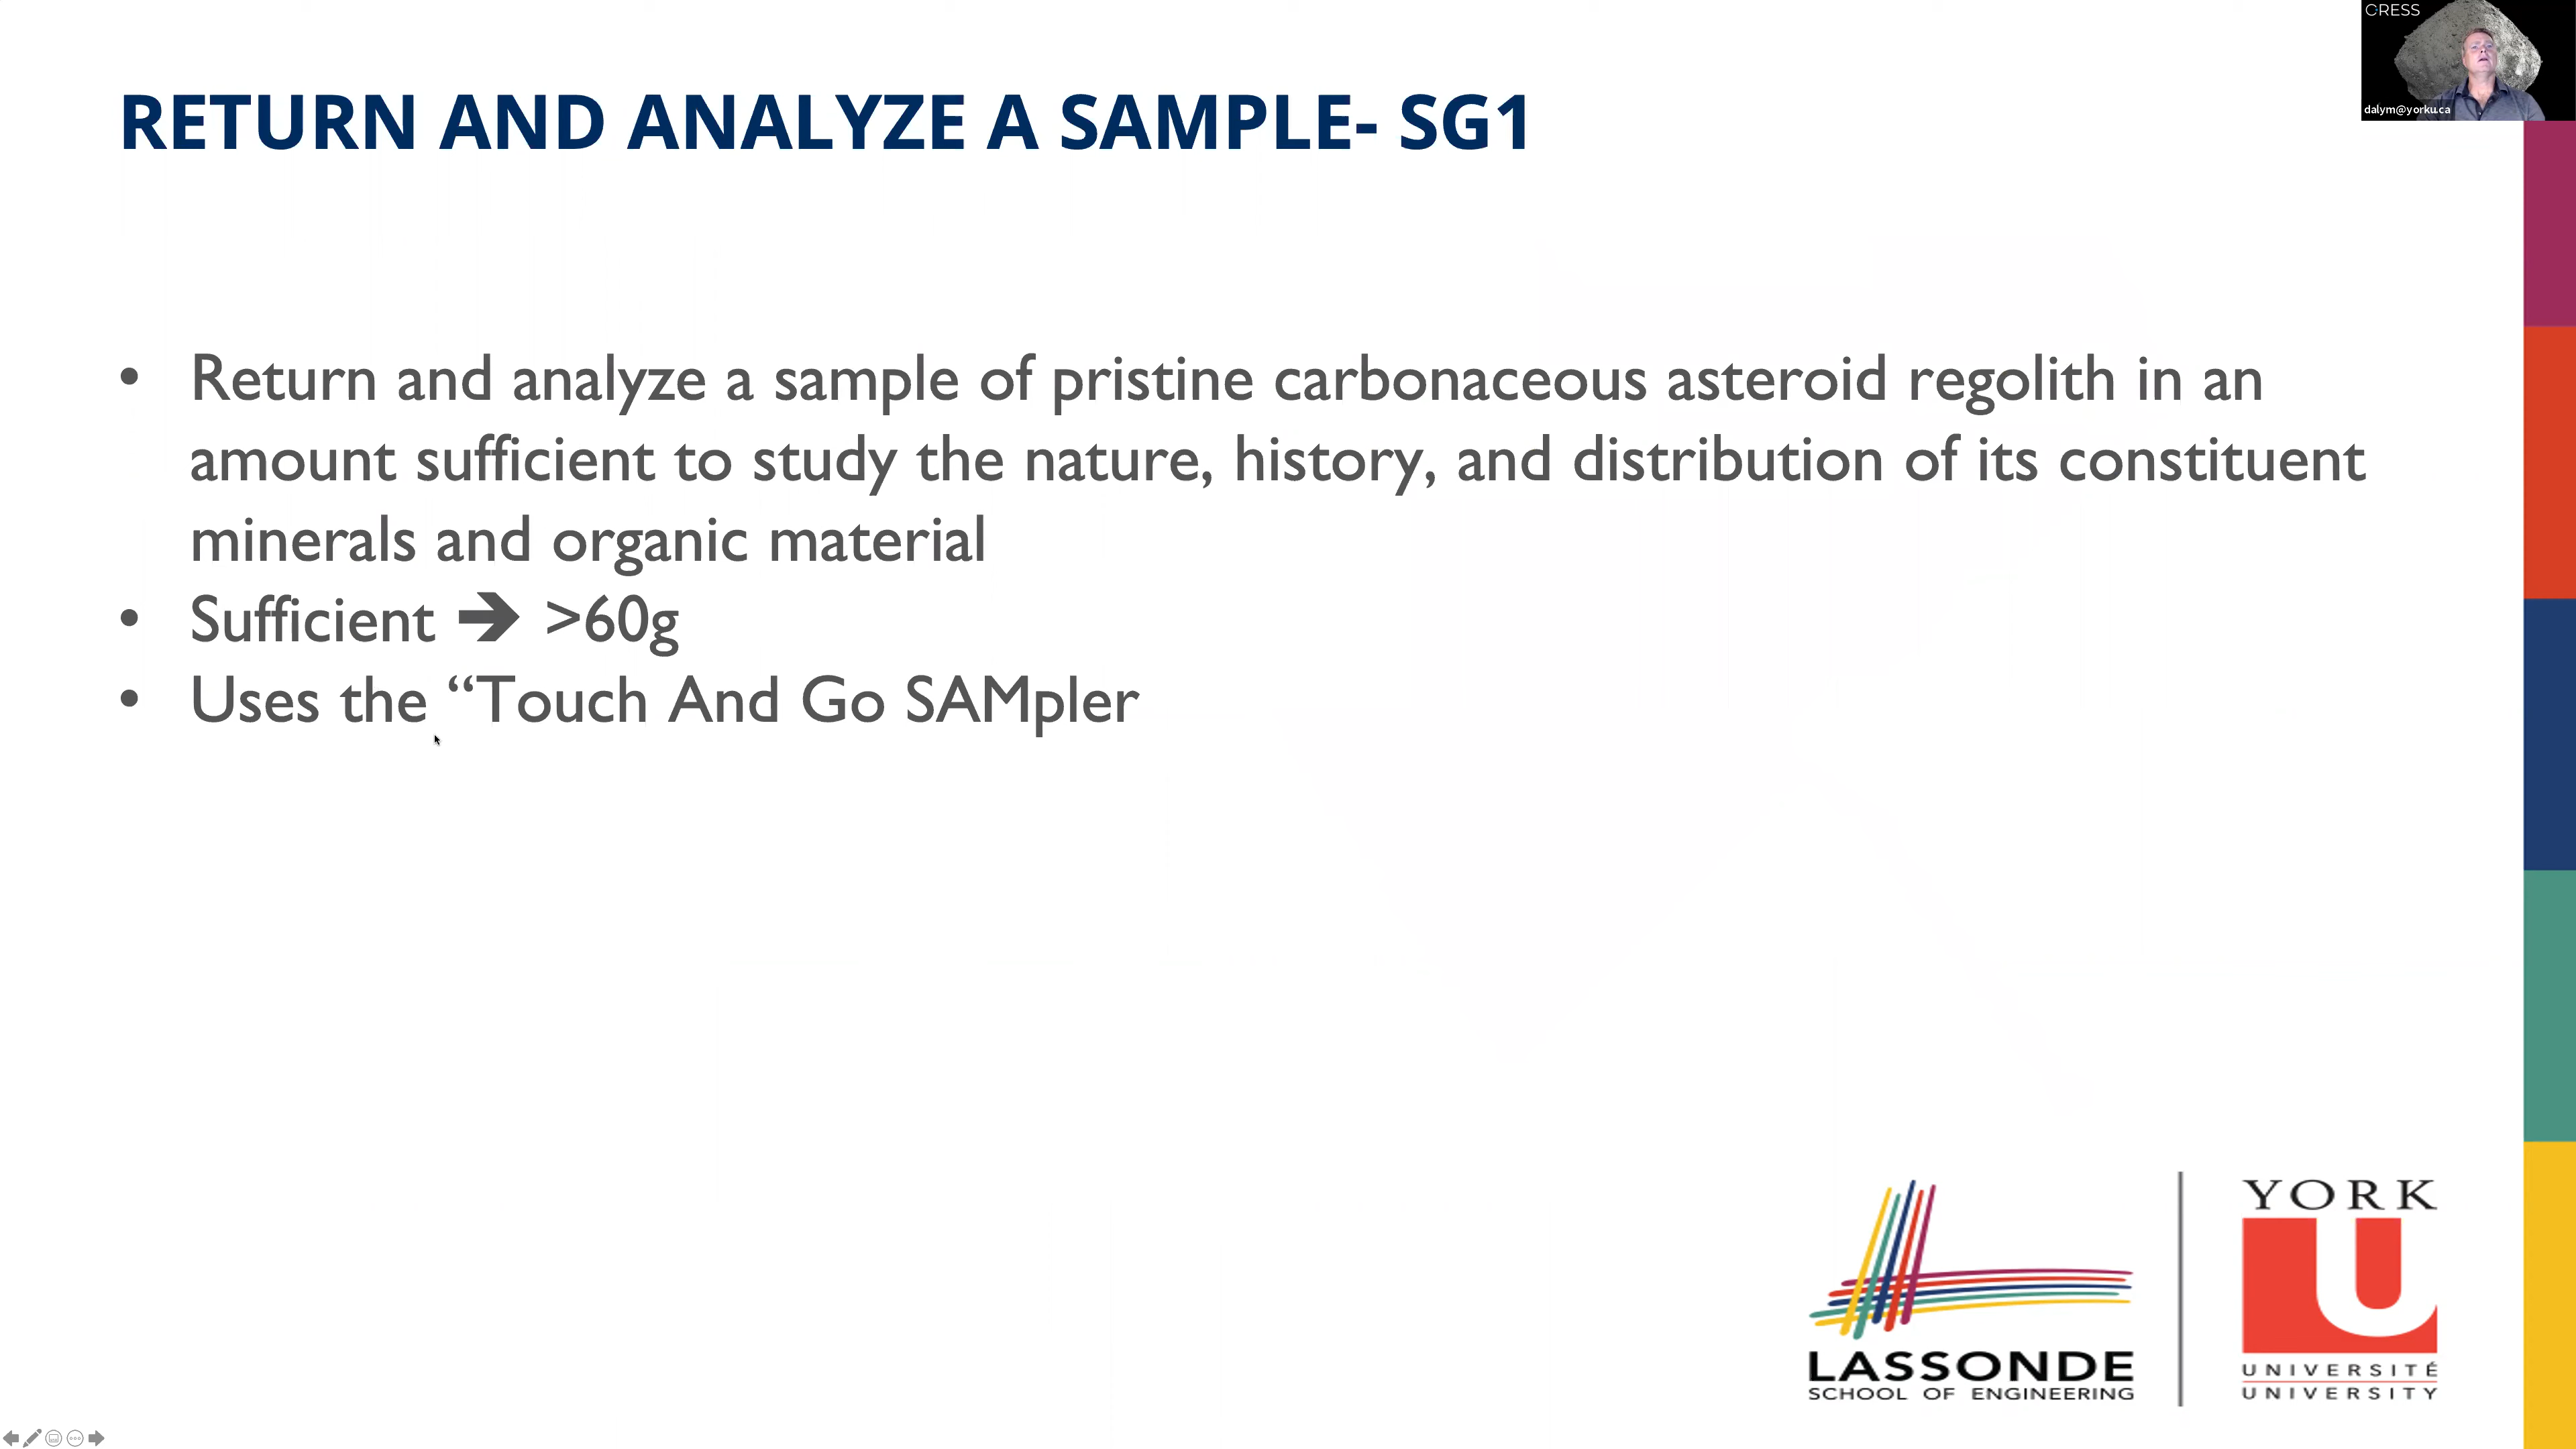 CRESS
dalym@yorku.ca
RETURN AND ANALYZE A SAMPLE- SG1
• Return and analyze a sample of pristine carbonaceous asteroid regolith in an
amount sufficient to study the nature, history, and distribution of its constituent
minerals and organic material
• Sufficient ➔ >60g
• Uses the “Touch And Go SAMpler
LASSONDE
SCHOOL OF ENGINEERING
YORK
U
UNIVERSITÉ
UNIVERSITY